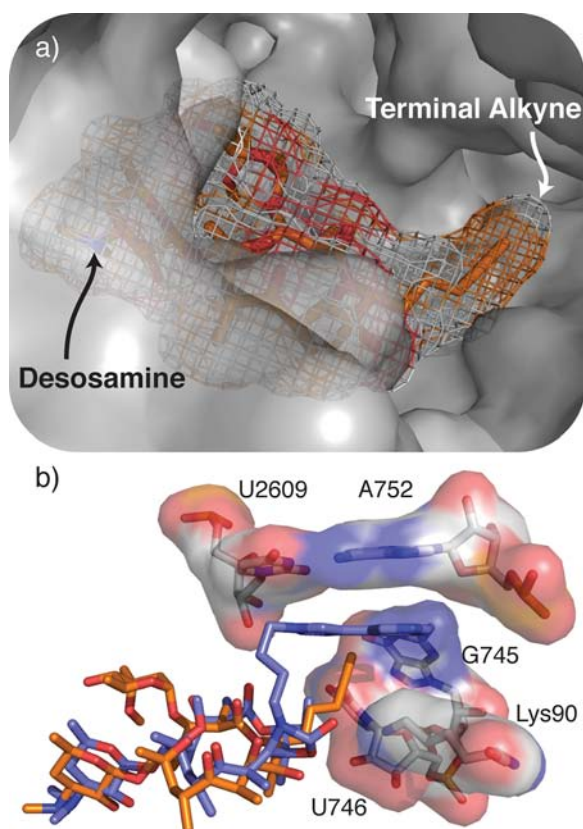 a)
Terminal Alkyne
Desosamine
b)
U2609
A752
G745
Lys90
U746